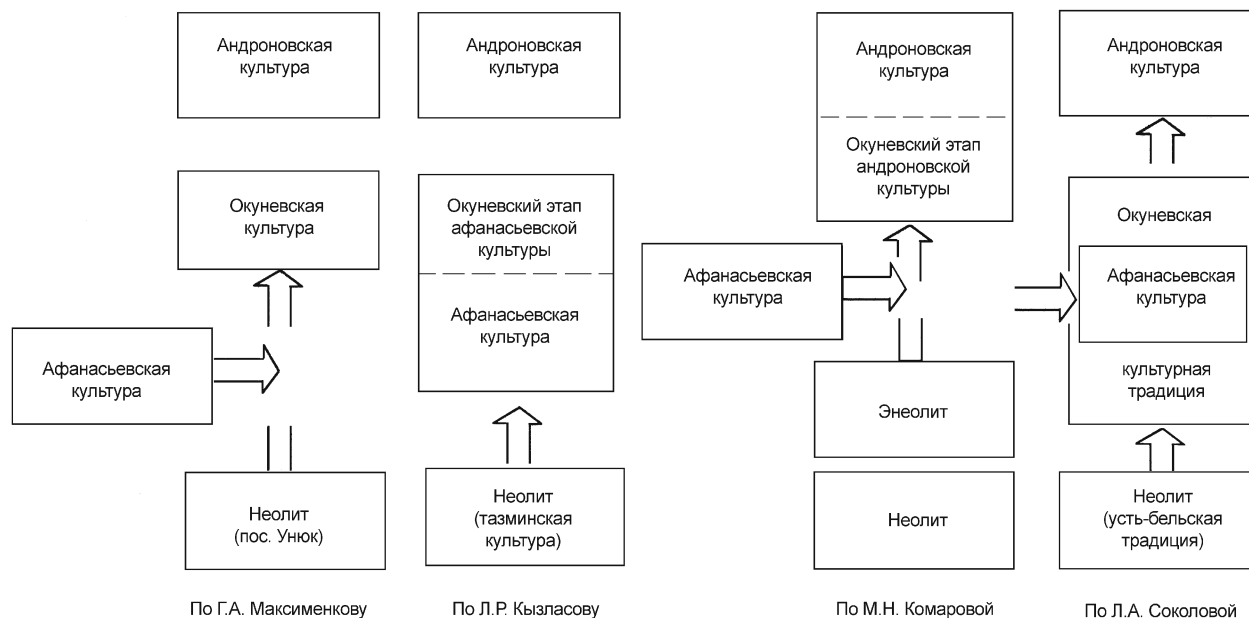 Андроновская
культура
Окуневская
культура
Афанасьевская
культура
Неолит
(пос. Унюк)
По Г.А. Максименкову
Андроновская
культура
Окуневский этап
афанасьевской
культуры
Афанасьевская
культура
Неолит
(тазминская
культура)
По Л.Р. Кызласову
Андроновская
культура
Окуневский этап
андроновской
культуры
Афанасьевская
культура
Энеолит
Неолит
По М.Н. Комаровой
Андроновская
культура
Окуневская
Афанасьевская
культура
культурная
традиция
Неолит
(усть-бельская
традиция)
По Л.А. Соколовой